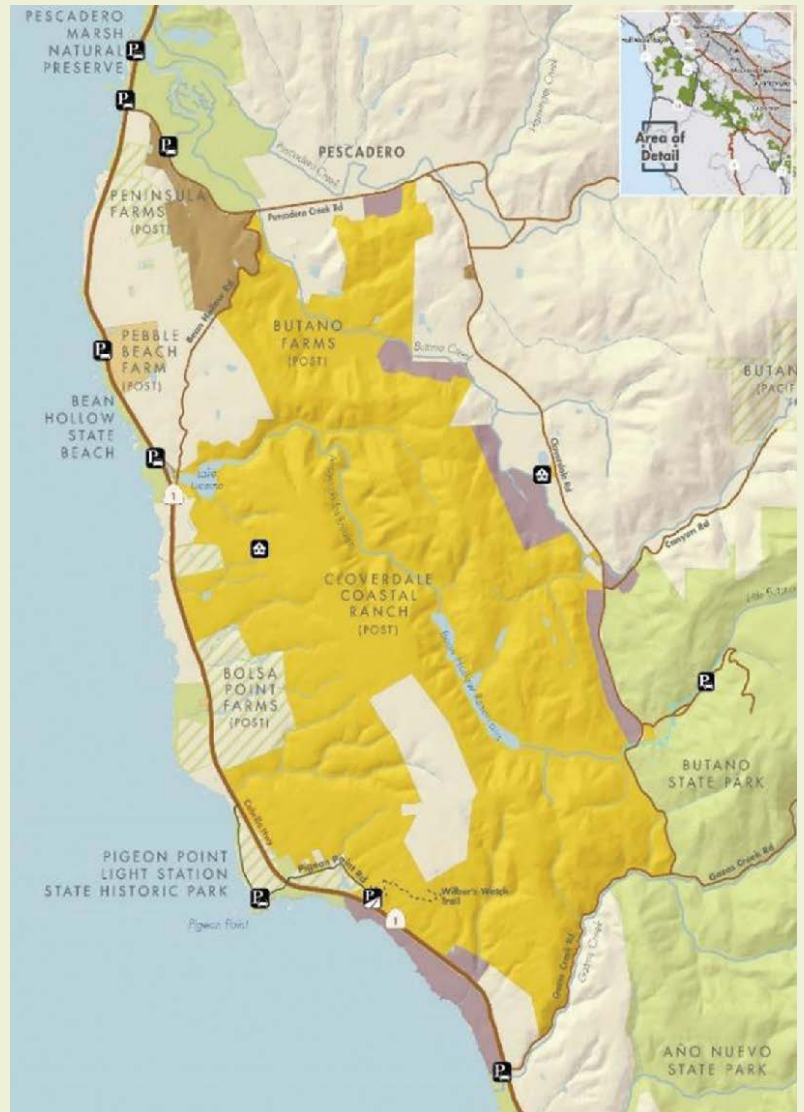 PESCADERO
MARSH
NATURAL
PRESERVE
P
P
P
Pescadero Creek
PESCADERO
Area of
Detail
PENINSULA
FARMS
(POST)
Pescadero Creek Rd
Bean Hollow Rd
BUTANO
FARMS
(POST)
Butano Creek
P
PEBBLE
BEACH
FARM
(POST)
BUTAN
(PACIF
BEAN
HOLLOW
STATE
BEACH
P
Lake
Lucerne
1
Cloverdale Rd
Canyon Rd
CLOVERDALE
COASTAL
RANCH
(POST)
BOLSA
POINT
FARMS
(POST)
P
BUTANO
STATE PARK
Cabrillo Hwy
Gazos Creek Rd
PIGEON POINT
LIGHT STATION
STATE HISTORIC PARK
Pigeon Point Rd
P
P
Wilbur's Watch
Trail
Pigeon Point
1
Gazos Creek Rd
Gazos Creek
AÑO NUEVO
STATE PARK
P